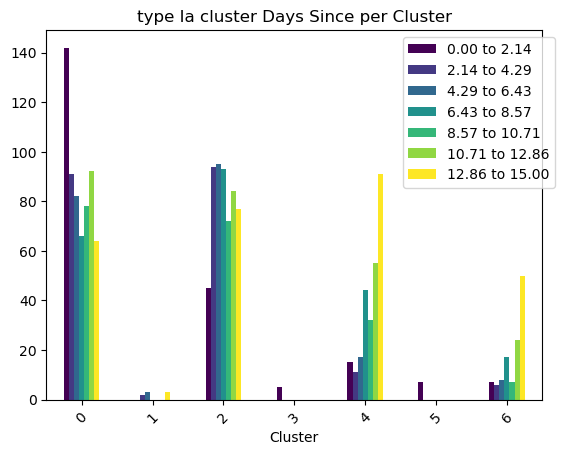 type Ia cluster Days Since per Cluster
140
120
100
80
60
40
20
0
0.00 to 2.14
2.14 to 4.29
4.29 to 6.43
6.43 to 8.57
8.57 to 10.71
10.71 to 12.86
12.86 to 15.00
0 1 2 3 4 5 6
Cluster